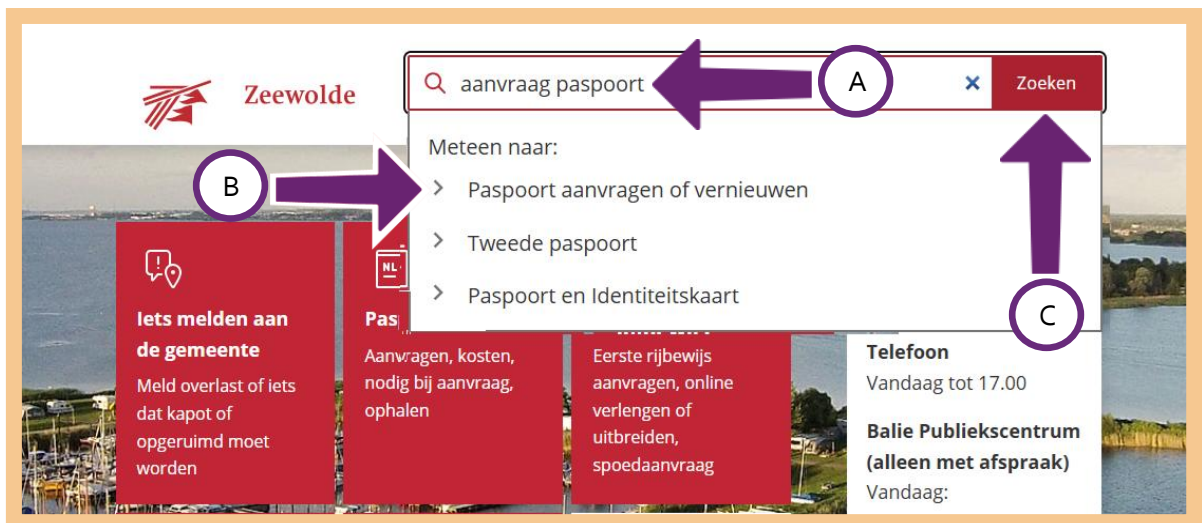 Zeewolde
aanvraag paspoort
A
Zoeken
Meteen naar:
B
Paspoort aanvragen of vernieuwen
Tweede paspoort
Paspoort en Identiteitskaart
C
NL
Iets melden aan
de gemeente
Meld overlast of iets
dat kapot of
opgeruimd moet
worden
Aanvragen, kosten,
nodig bij aanvraag,
ophalen
Eerste rijbewijs
aanvragen, online
verlengen of
uitbreiden,
spoedaanvraag
Telefoon
Vandaag tot 17.00
Balie Publiekscentrum
(alleen met afspraak)
Vandaag: